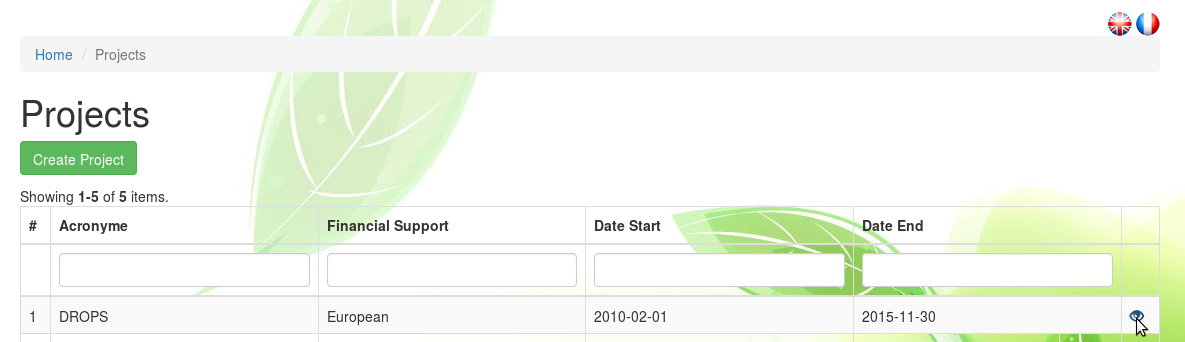 Home / Projects
Projects
Create Project
Showing 1-5 of 5 items.
# Acronyme Financial Support Date Start Date End
1 DROPS European 2010-02-01 2015-11-30